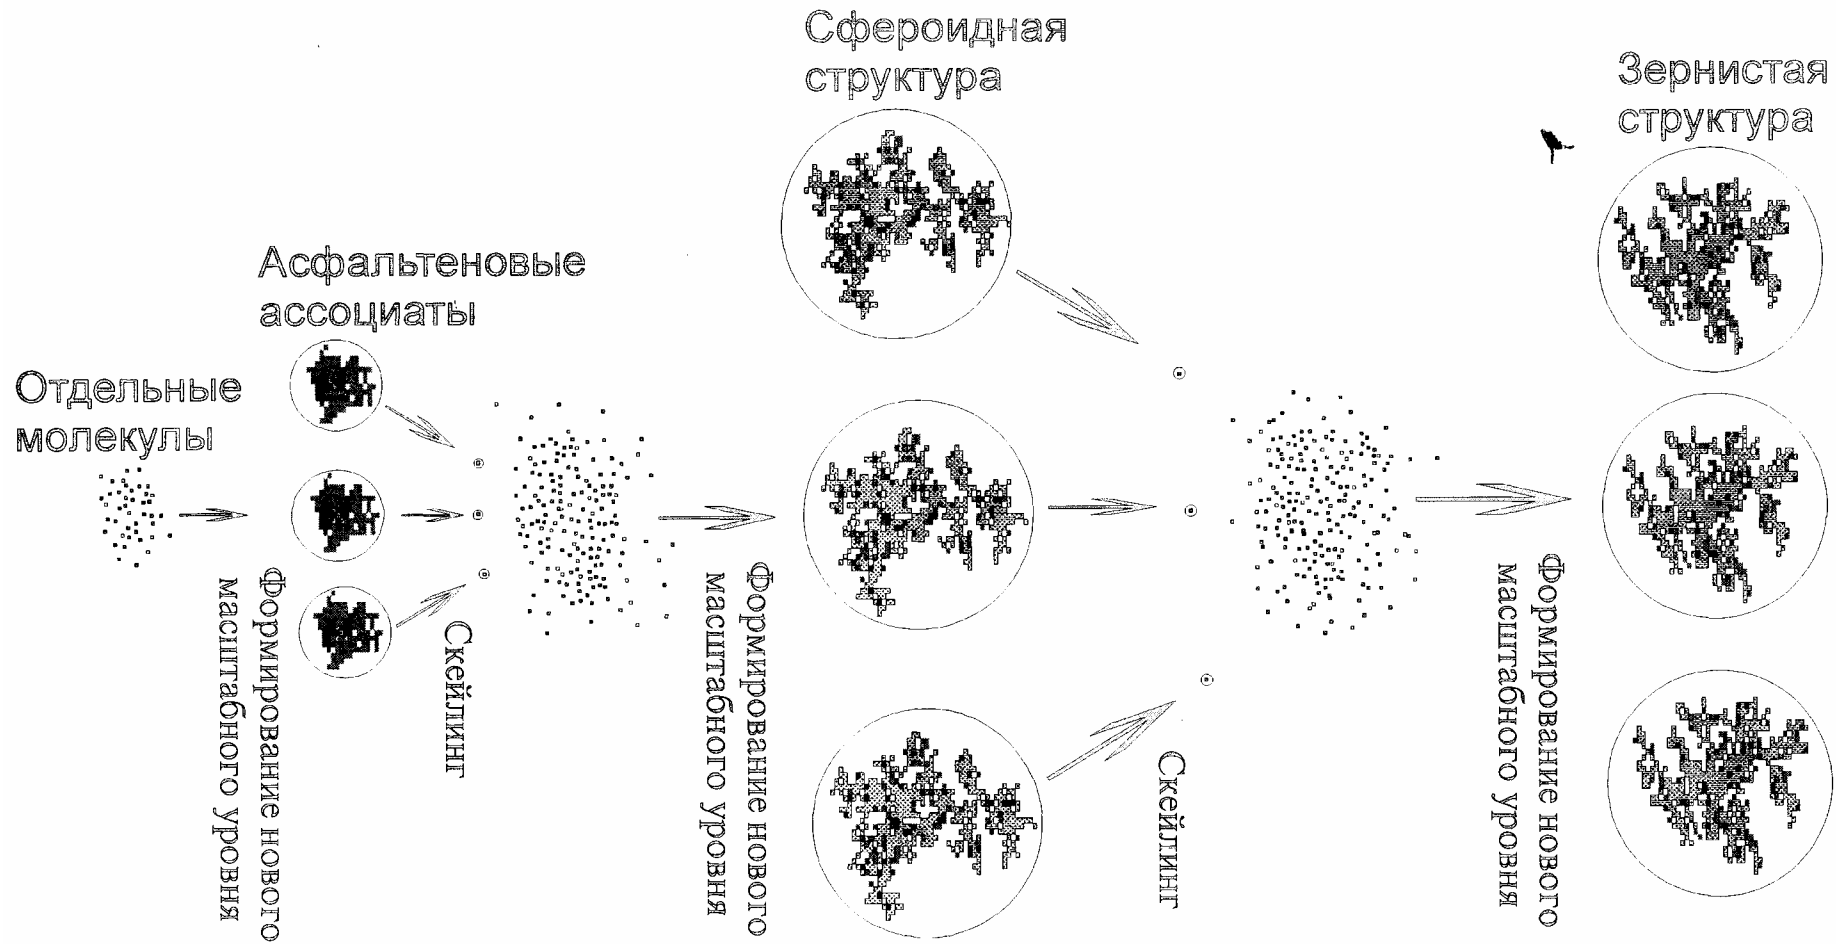 Отдельные
молекулы
Асфальтеновые
ассоциаты
Сфероидная
структура
Зернистая
структура
Формирование нового
масштабного уровня
Скейлинг
Формирование нового
масштабного уровня
Скейлинг
Формирование нового
масштабного уровня